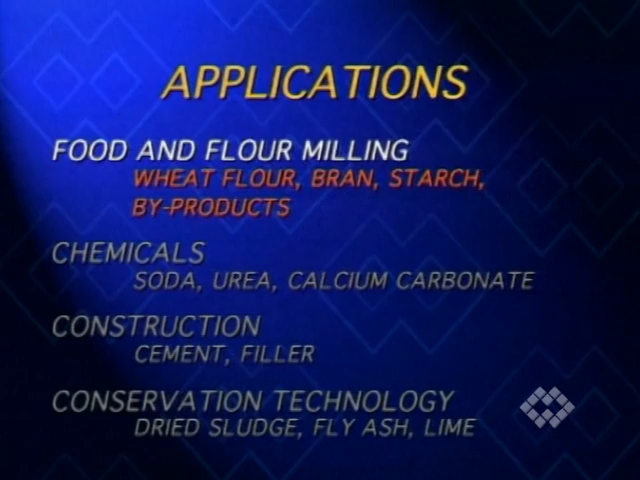 APPLICATIONS
FOOD AND FLOUR MILLING
WHEAT FLOUR, BRAN, STARCH,
BY-PRODUCTS
CHEMICALS
SODA, UREA, CALCIUM CARBONATE
CONSTRUCTION
CEMENT, FILLER
CONSERVATION TECHNOLOGY
DRIED SLUDGE, FLY ASH, LIME